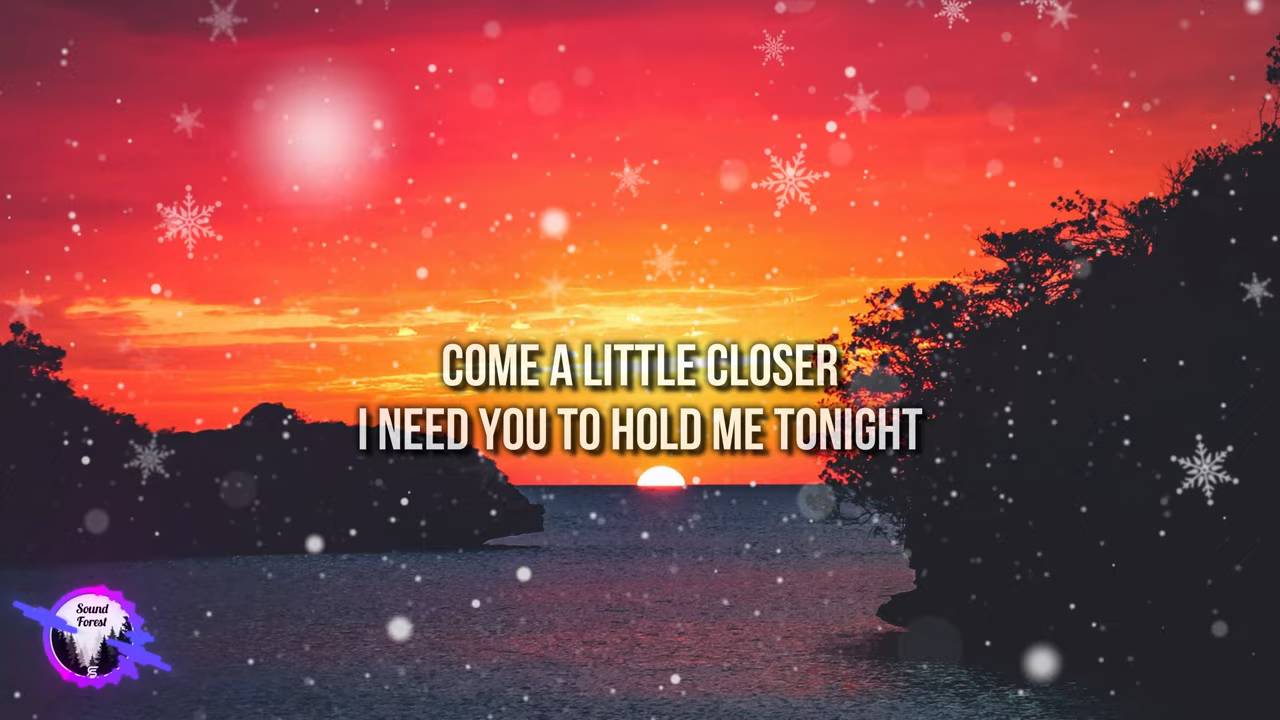 COME A LITTLE CLOSER
I NEED YOU TO HOLD ME TONIGHT
Sound
Forest